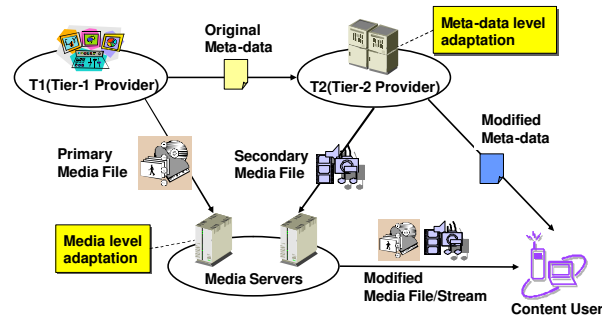 Original
Meta-data
Meta-data level
adaptation
T1(Tier-1 Provider)
T2(Tier-2 Provider)
Modified
Meta-data
Primary
Media File
Secondary
Media File
Media level
adaptation
Media Servers
Modified
Media File/Stream
Content User